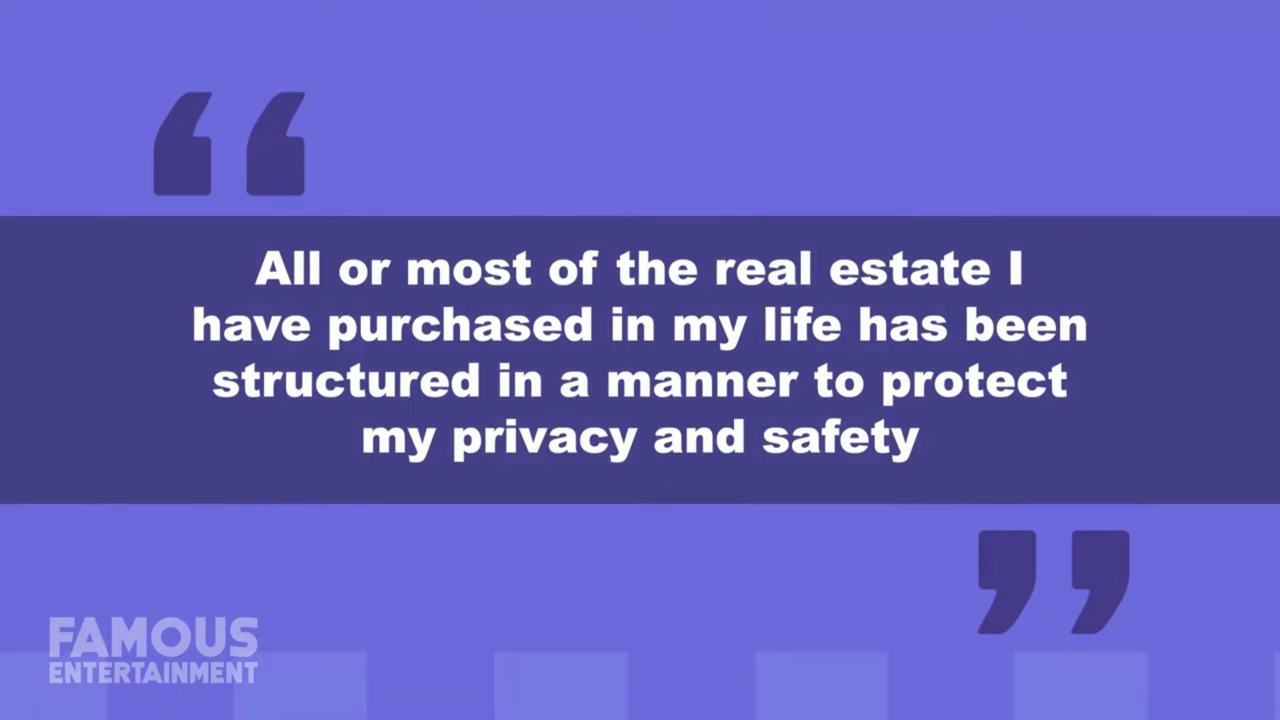 “
All or most of the real estate I
have purchased in my life has been
structured in a manner to protect
my privacy and safety
”
FAMOUS
ENTERTAINMENT